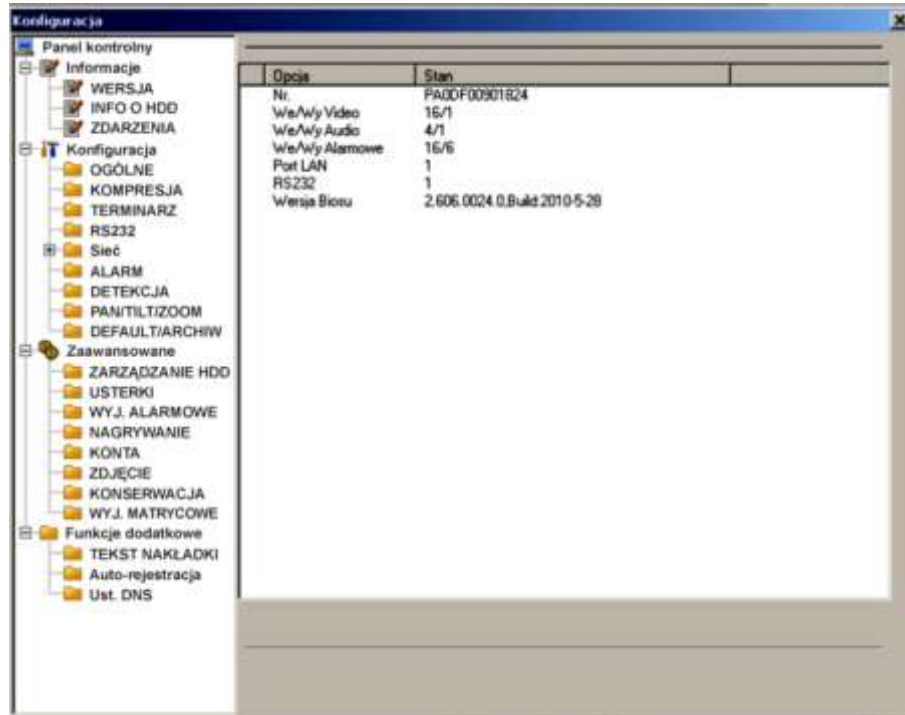 Konfiguracja
Panel kontrolny
Informacje
WERSJA
INFO O HDD
ZDARZENIA
Konfiguracja
OGÓLNE
KOMPRESJA
TERMINARZ
RS232
Sieć
ALARM
DETEKCJA
PAN/TILT/ZOOM
DEFAULT/ARCHIW
Zaawansowane
ZARZĄDZANIE HDD
USTERKI
WYJ. ALARMOWE
NAGRYWANIE
KONTA
ZDJĘCIE
KONSERWACJA
WYJ. MATRYCOWE
Funkcje dodatkowe
TEKST NAKŁADKI
Auto-rejestracja
Ust. DNS
Opcja Stan
Nr. PA0DF00901824
We/Wy Video 16/1
We/Wy Audio 4/1
We/Wy Alarmowe 16/6
Port LAN 1
RS232 1
Wersja Biosu 2.606.0024.0,Build:2010-5-28